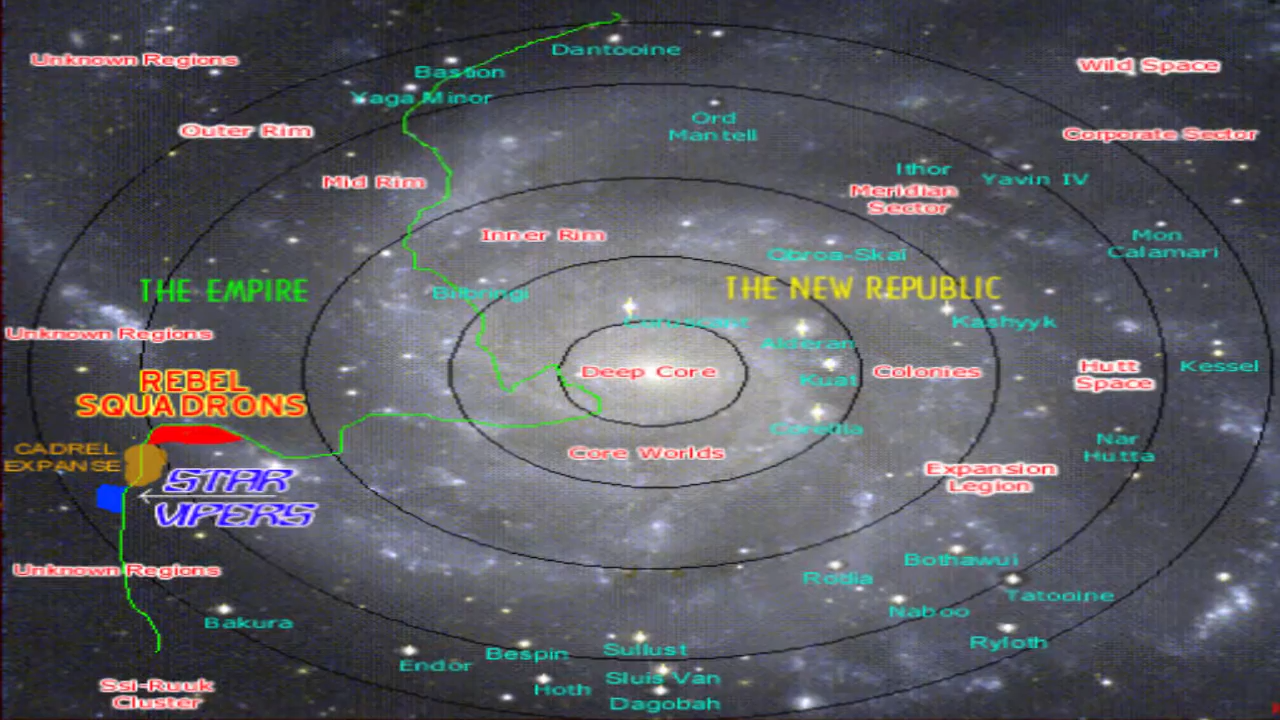 Dantooine
Unknown Regions
Wild Space
Bastion
Yaga Minor
Ord
Mantell
Outer Rim
Corporate Sector
Ithor
Yavin IV
Mid Rim
Meridian
Sector
Inner Rim
Mon
Calamari
Obroa-Skai
THE EMPIRE
Bilbringi
THE NEW REPUBLIC
Coruscant
Kashyyk
Unknown Regions
Alderan
Deep Core
Kuat
Colonies
Hutt
Space
Kessel
REBEL
SQUADRONS
Corellia
CADREL
EXPANSE
Core Worlds
Nar
Hutta
Expansion
Legion
STAR
VIPERS
Unknown Regions
Bothawui
Rodia
Tatooine
Naboo
Bakura
Ryloth
Endor
Bespin
Sullust
Sluis Van
Hoth
Dagobah
Ssi-Ruuk
Cluster